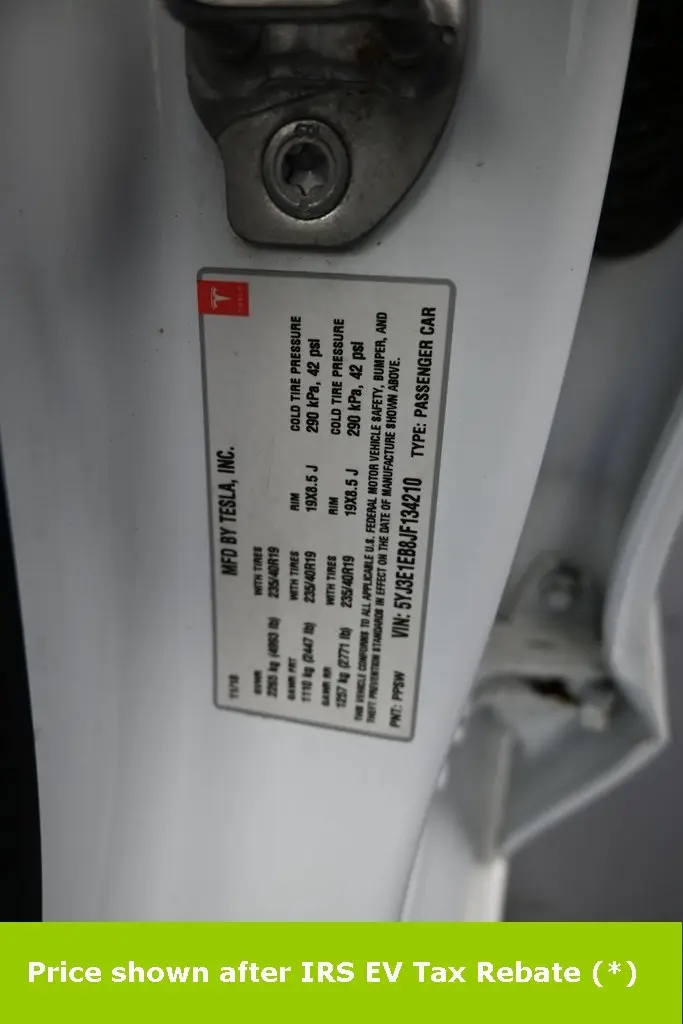 TESLA
MFD BY TESLA, INC.
11/18
GVWR WITH TIRES
2265 kg (4993 lb) 235/40R19
GAWR FRT WITH TIRES RIM COLD TIRE PRESSURE
1110 kg (2447 lb) 235/40R19 19X8.5 J 290 kPa, 42 psi
GAWR RR WITH TIRES RIM COLD TIRE PRESSURE
1257 kg (2771 lb) 235/40R19 19X8.5 J 290 kPa, 42 psi
THIS VEHICLE CONFORMS TO ALL APPLICABLE U.S. FEDERAL MOTOR VEHICLE SAFETY, BUMPER, AND
THEFT PREVENTION STANDARDS IN EFFECT ON THE DATE OF MANUFACTURE SHOWN ABOVE.
PNT: PPSW VIN: 5YJ3E1EB8JF134210 TYPE: PASSENGER CAR
Price shown after IRS EV Tax Rebate (*)